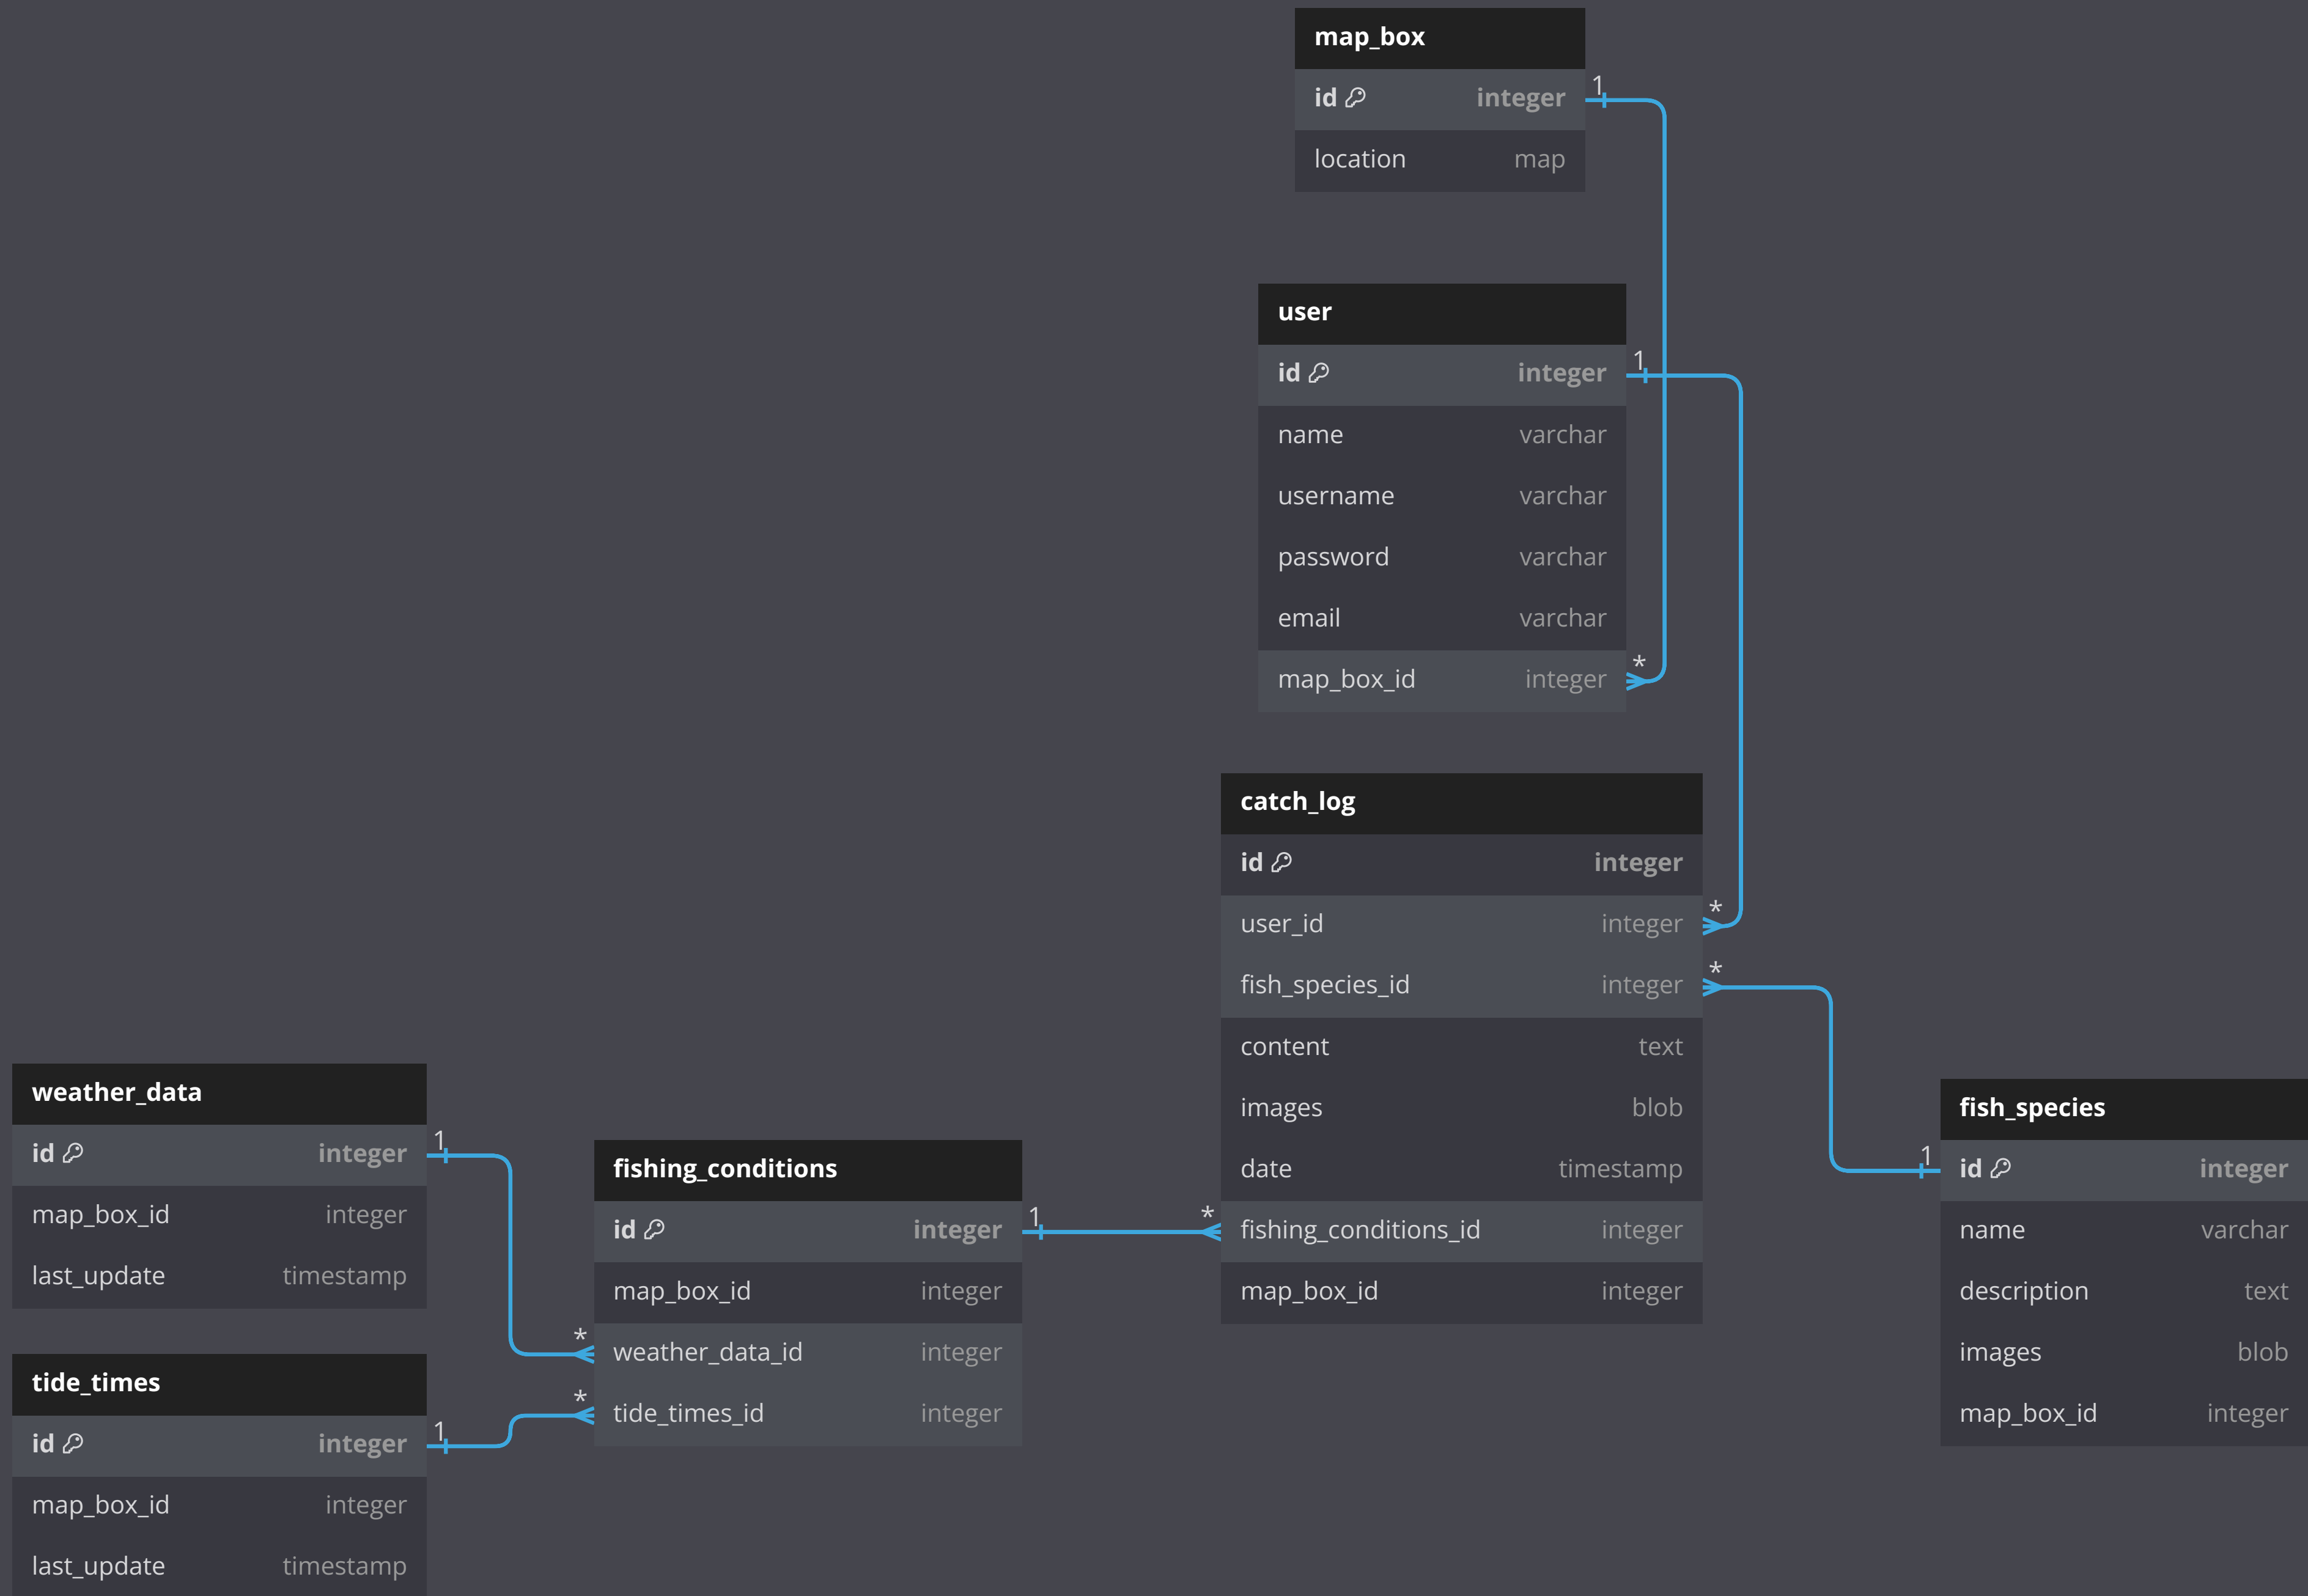 map_box
id integer
location map
1
user
id integer
name varchar
username varchar
password varchar
email varchar
map_box_id integer
1
*
catch_log
id integer
user_id integer
fish_species_id integer
content text
images blob
date timestamp
fishing_conditions_id integer
map_box_id integer
*
*
*
weather_data
id integer
map_box_id integer
last_update timestamp
1
tide_times
id integer
map_box_id integer
last_update timestamp
1
fishing_conditions
id integer
map_box_id integer
weather_data_id integer
tide_times_id integer
1
*
*
fish_species
id integer
name varchar
description text
images blob
map_box_id integer
1